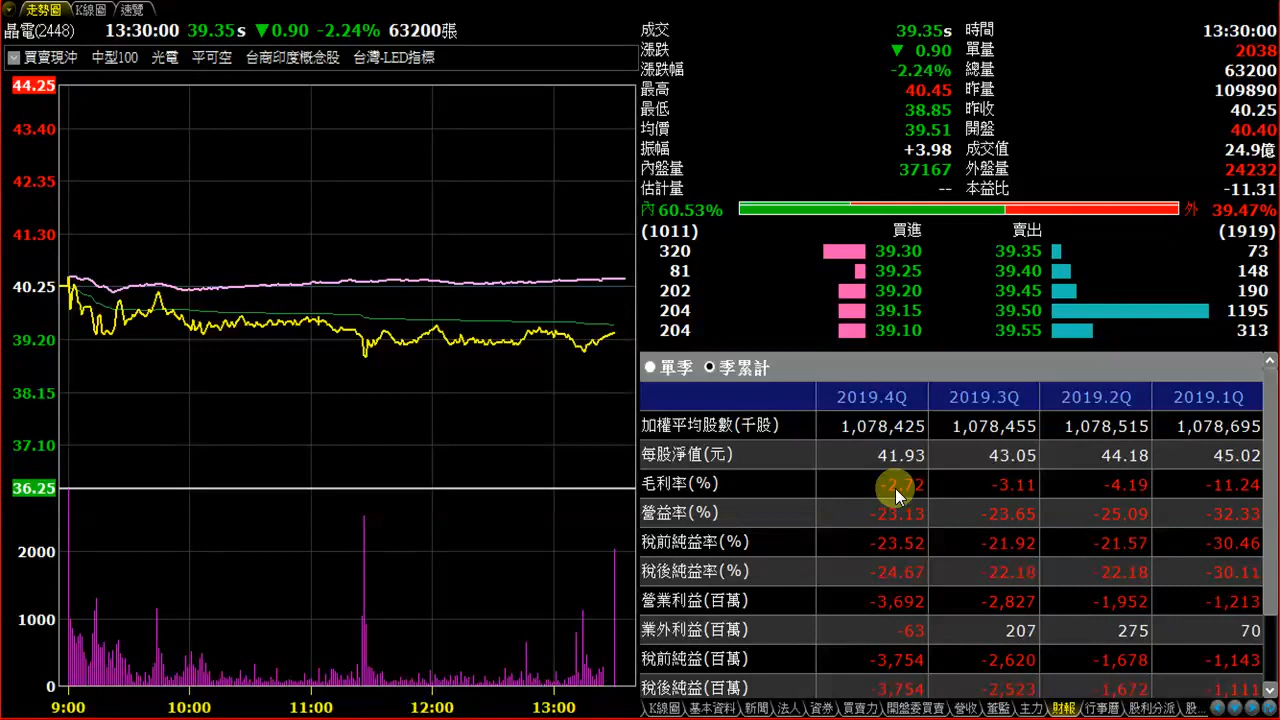 走勢圖 K線圖 速覽
晶電(2448) 13:30:00 39.35s ▼0.90 -2.24% 63200張
買賣現沖 中型100 光電 平可空 台商印度概念股 台灣-LED指標
44.25
43.40
42.35
41.30
40.25
39.20
38.15
37.10
36.25
2000
1000
0
9:00 10:00 11:00 12:00 13:00
成交 39.35s 時間 13:30:00
漲跌 ▼ 0.90 單量 2038
漲跌幅 -2.24% 總量 63200
最高 40.45 昨量 109890
最低 38.85 昨收 40.25
均價 39.51 開盤 40.40
振幅 +3.98 成交值 24.9億
內盤量 37167 外盤量 24232
估計量 -- 本益比 -11.31
內 60.53% 外 39.47%
(1011) 買進 賣出 (1919)
320 39.30 39.35 73
81 39.25 39.40 148
202 39.20 39.45 190
204 39.15 39.50 1195
204 39.10 39.55 313
單季 季累計
2019.4Q 2019.3Q 2019.2Q 2019.1Q
加權平均股數(千股) 1,078,425 1,078,455 1,078,515 1,078,695
每股淨值(元) 41.93 43.05 44.18 45.02
毛利率(%) -2.72 -3.11 -4.19 -11.24
營益率(%) -23.13 -23.65 -25.09 -32.33
稅前純益率(%) -23.52 -21.92 -21.57 -30.46
稅後純益率(%) -24.67 -22.18 -22.18 -30.11
營業利益(百萬) -3,692 -2,827 -1,952 -1,213
業外利益(百萬) -63 207 275 70
稅前純益(百萬) -3,754 -2,620 -1,678 -1,143
稅後純益(百萬) -3,754 -2,523 -1,672 -1,111
K線圖 基本資料 新聞 法人 資券 買賣力 開盤委買賣 營收 董監 主力 財報 行事曆 股利分派 股...